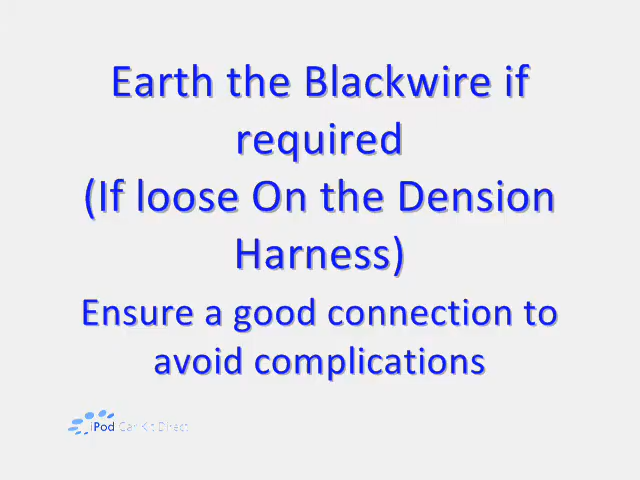 Earth the Blackwire if
required
(If loose On the Dension
Harness)
Ensure a good connection to
avoid complications
iPod Car Kit Direct